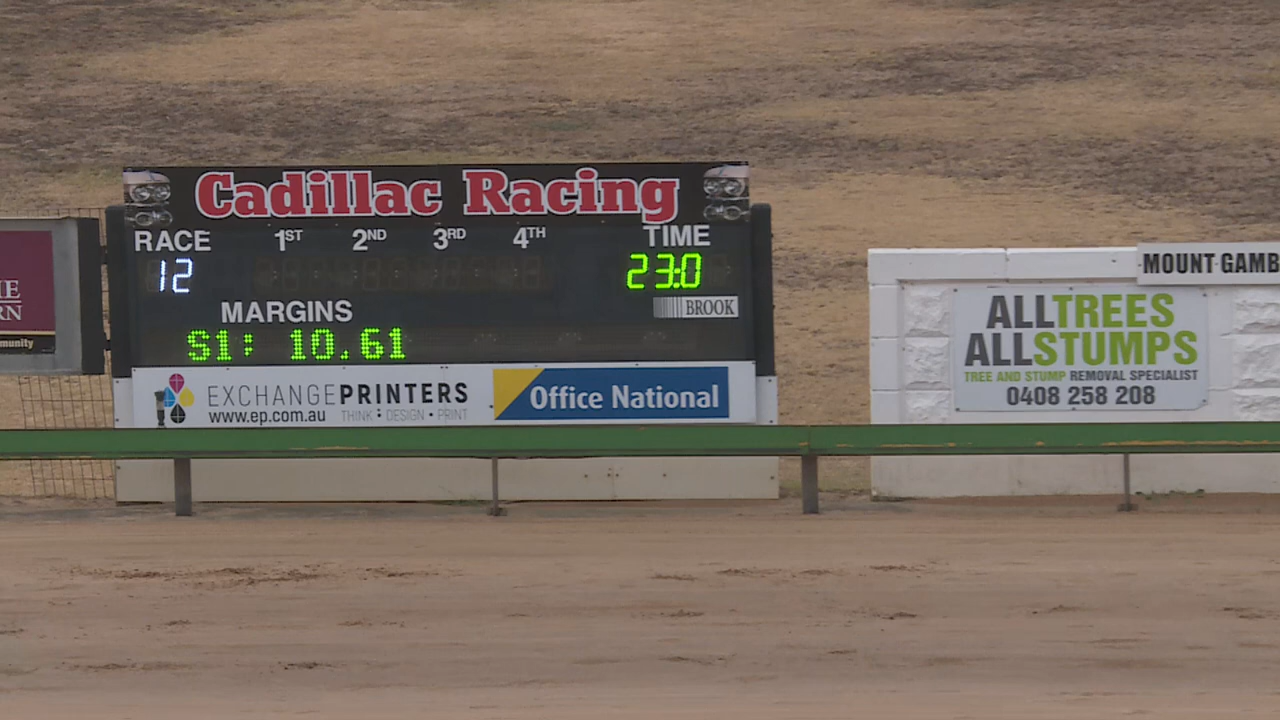 Cadillac Racing
RACE 1ST 2ND 3RD 4TH TIME
12 23:0
MARGINS
BROOK
S1: 10.61
EXCHANGEPRINTERS
www.ep.com.au THINK • DESIGN • PRINT
Office National
munity
MOUNT GAMB
ALLTREES
ALLSTUMPS
TREE AND STUMP REMOVAL SPECIALIST
0408 258 208